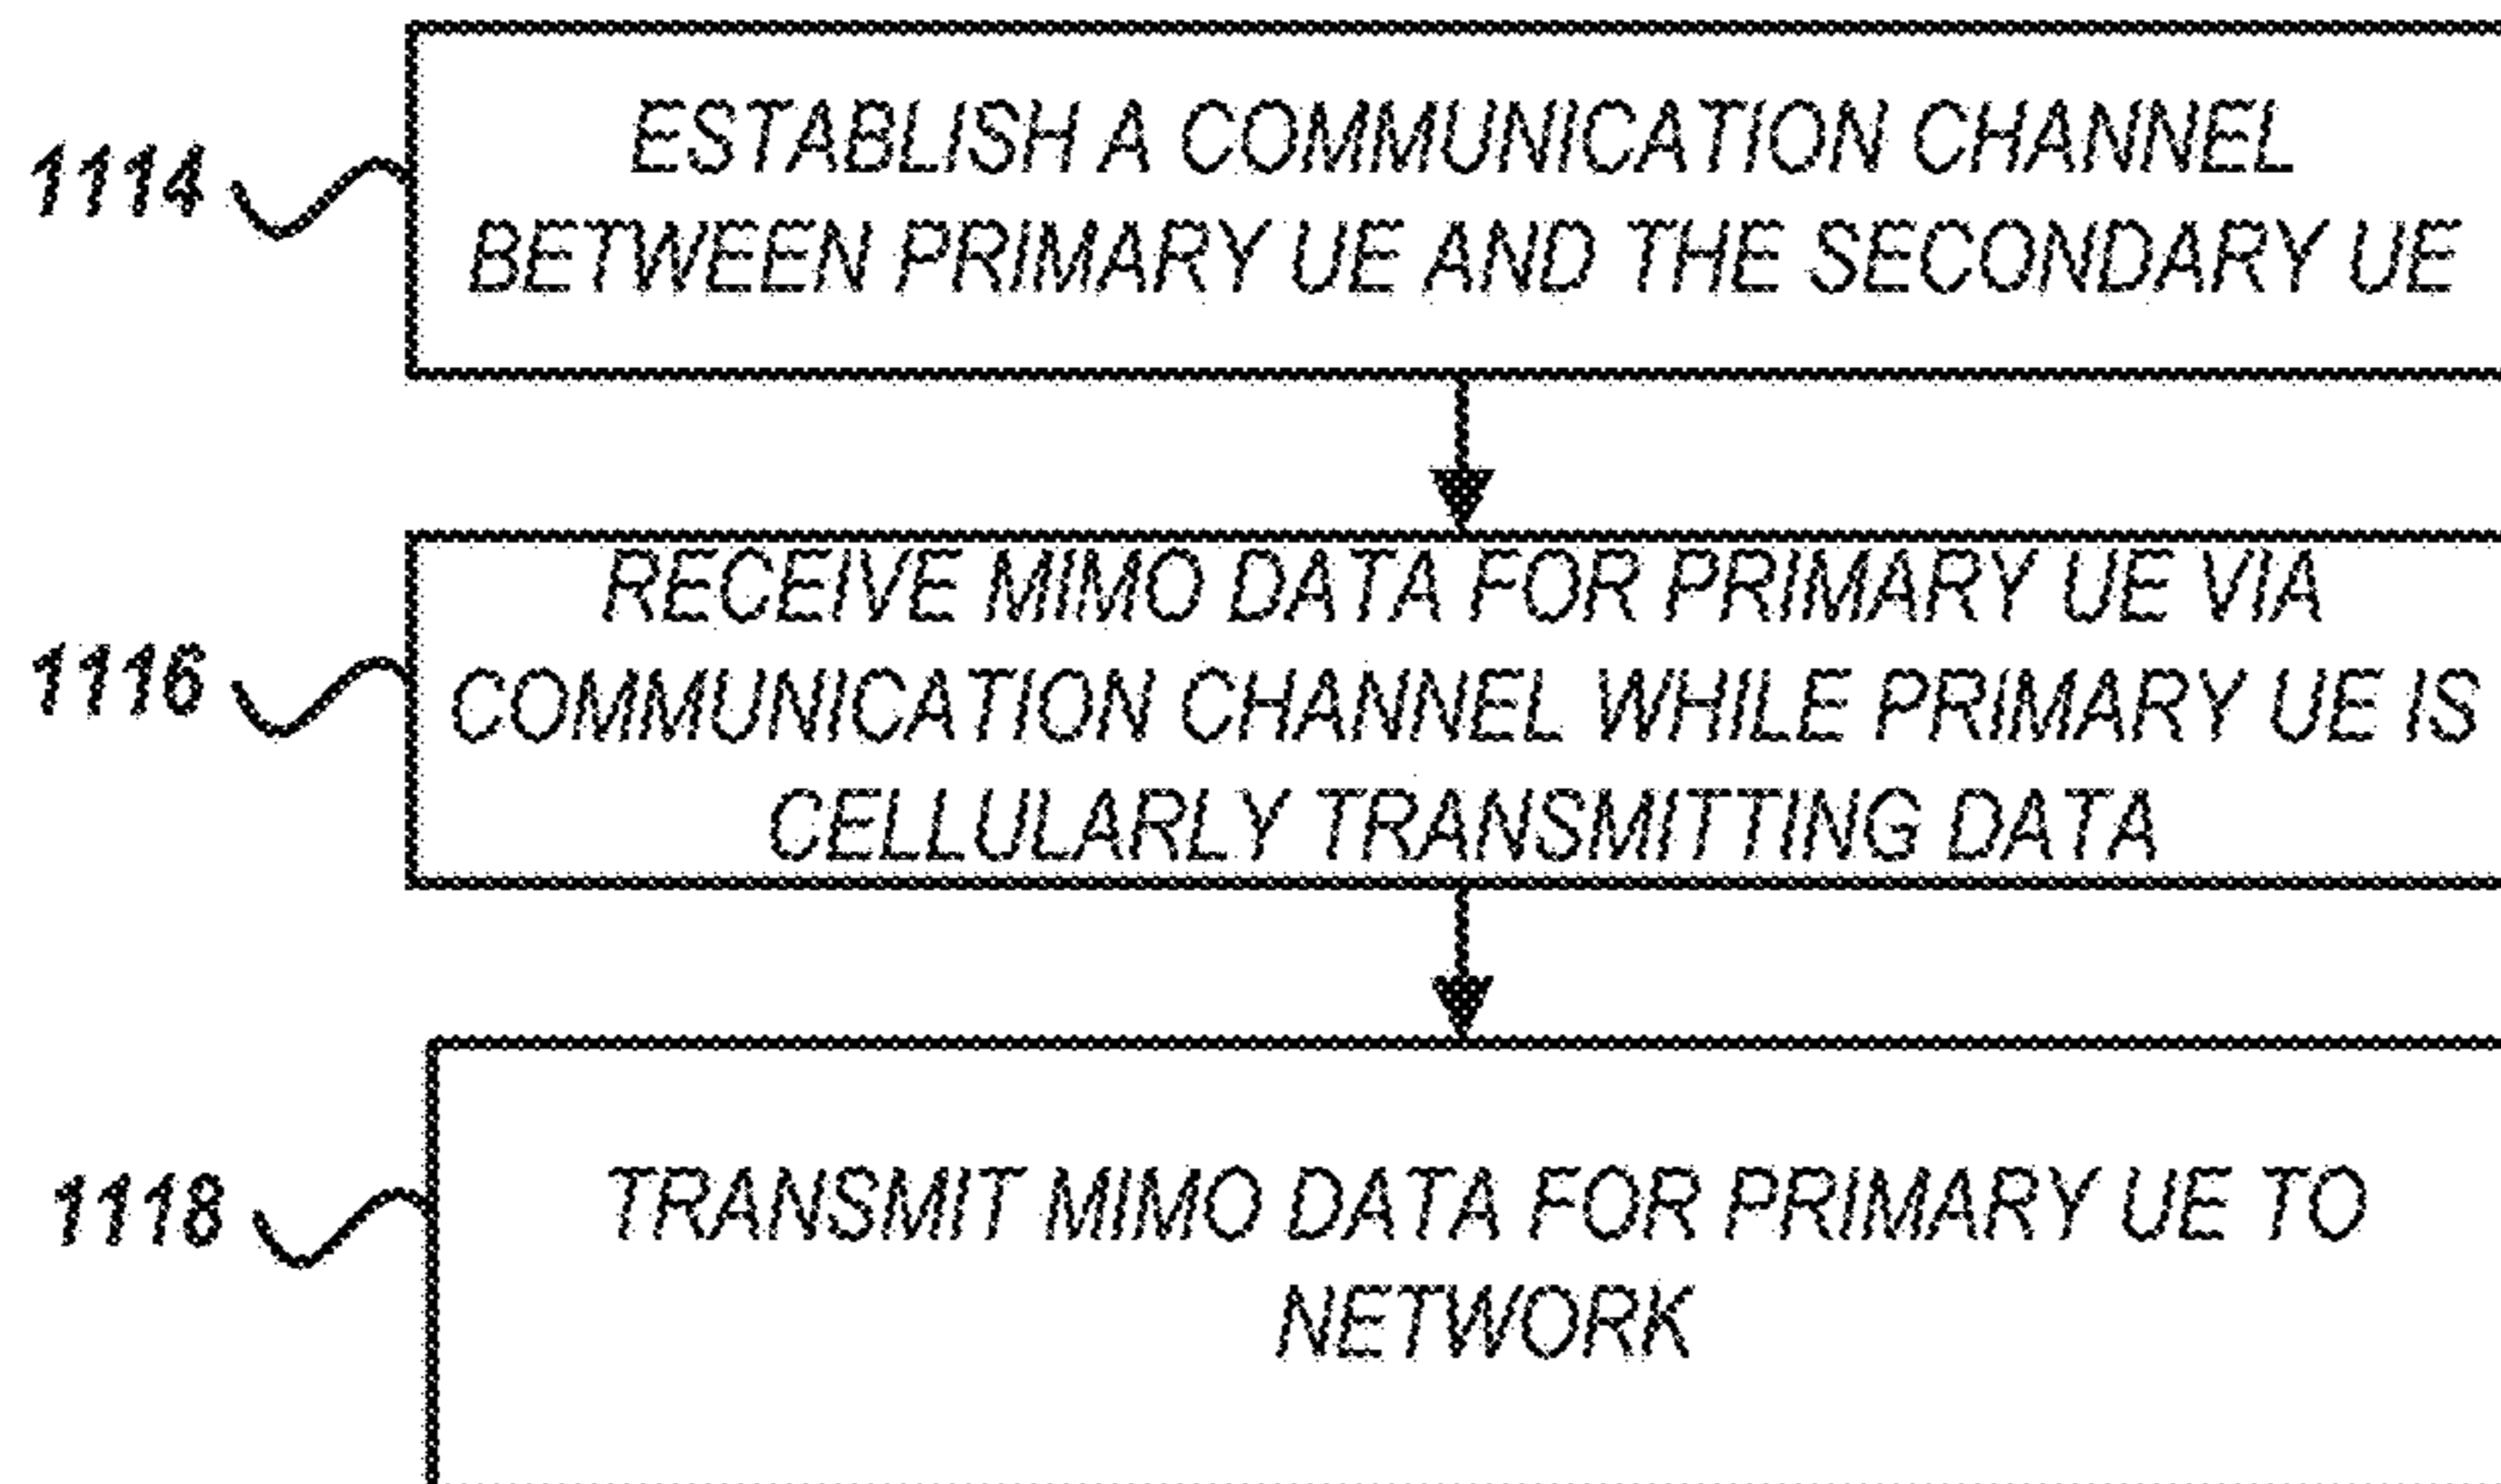 1114
ESTABLISH A COMMUNICATION CHANNEL
BETWEEN PRIMARY UE AND THE SECONDARY UE
1116
RECEIVE MIMO DATA FOR PRIMARY UE VIA
COMMUNICATION CHANNEL WHILE PRIMARY UE IS
CELLULARLY TRANSMITTING DATA
1118
TRANSMIT MIMO DATA FOR PRIMARY UE TO
NETWORK